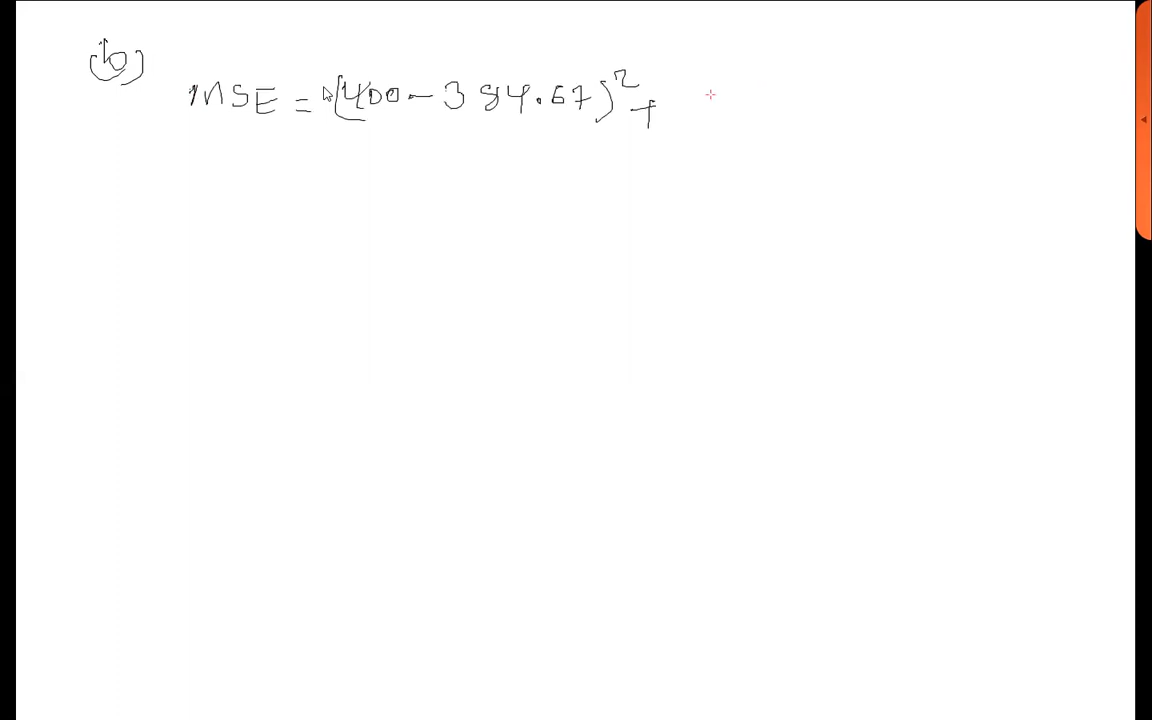 (b)
MSE = (400 - 384.67)² +